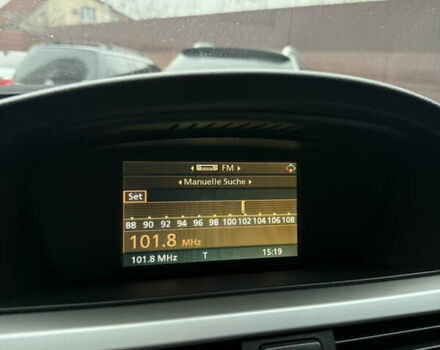 FM
Manuelle Suche
Set
88 90 92 94 96 98 100 102 104 106 108
101.8 MHz
101.8 MHz T 15:19